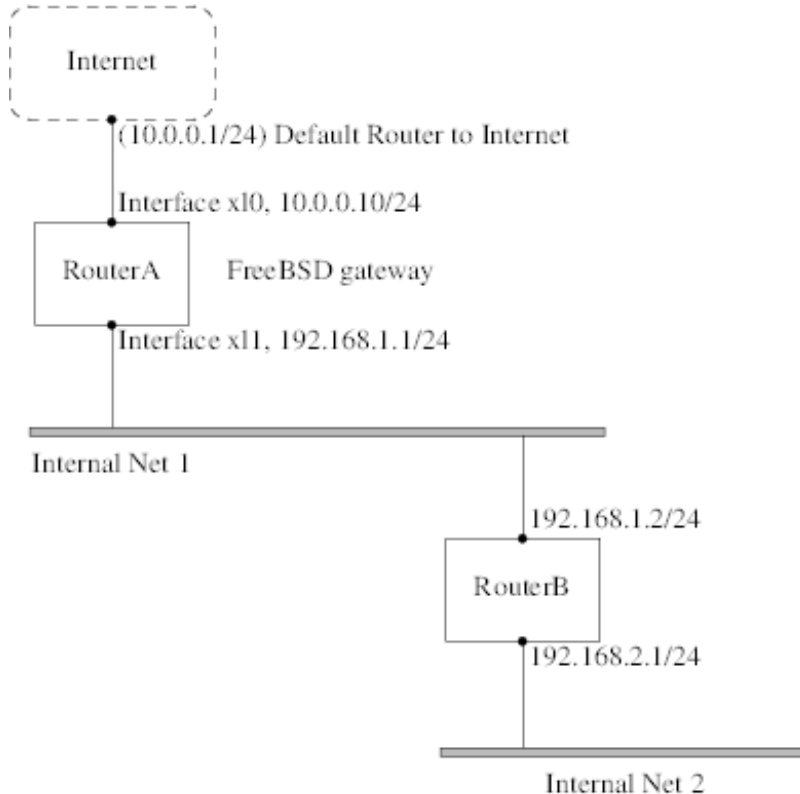 Internet
(10.0.0.1/24) Default Router to Internet
Interface xl0, 10.0.0.10/24
RouterA
FreeBSD gateway
Interface xl1, 192.168.1.1/24
Internal Net 1
192.168.1.2/24
RouterB
192.168.2.1/24
Internal Net 2